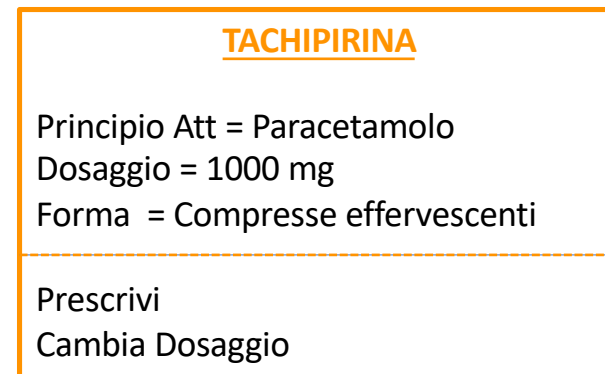 TACHIPIRINA
Principio Att = Paracetamolo
Dosaggio = 1000 mg
Forma = Compresse effervescenti
Prescrivi
Cambia Dosaggio